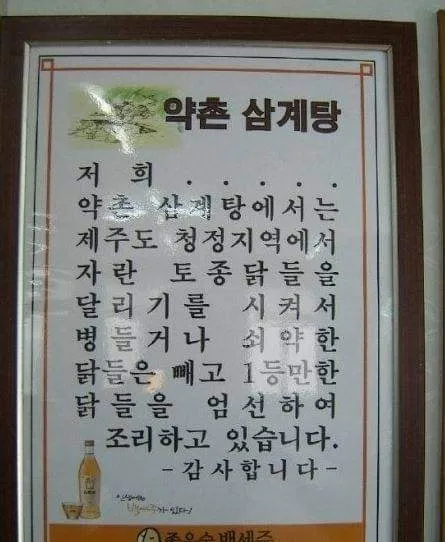 약촌 삼계탕
저 희 . . . . .
약촌 삼계탕에서는
제주도 청정지역에서
자란 토종닭들을
달리기를 시켜서
병들거나 쇠약한
닭들은 빼고 1등만한
닭들을 엄선하여
조리하고 있습니다.
-감사합니다-